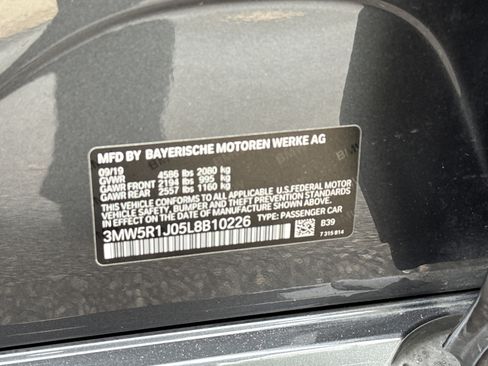 MFD BY BAYERISCHE MOTOREN WERKE AG
09/19
GVWR 4586 lbs 2080 kg
GAWR FRONT 2194 lbs 995 kg
GAWR REAR 2557 lbs 1160 kg
THIS VEHICLE CONFORMS TO ALL APPLICABLE U.S.FEDERAL MOTOR
VEHICLE SAFETY, BUMPER, AND THEFT PREVENTION STANDARDS
IN EFFECT ON THE DATE OF MANUFACTURE SHOWN ABOVE.
3MW5R1J05L8B10226 TYPE: PASSENGER CAR
B39
7 315 814